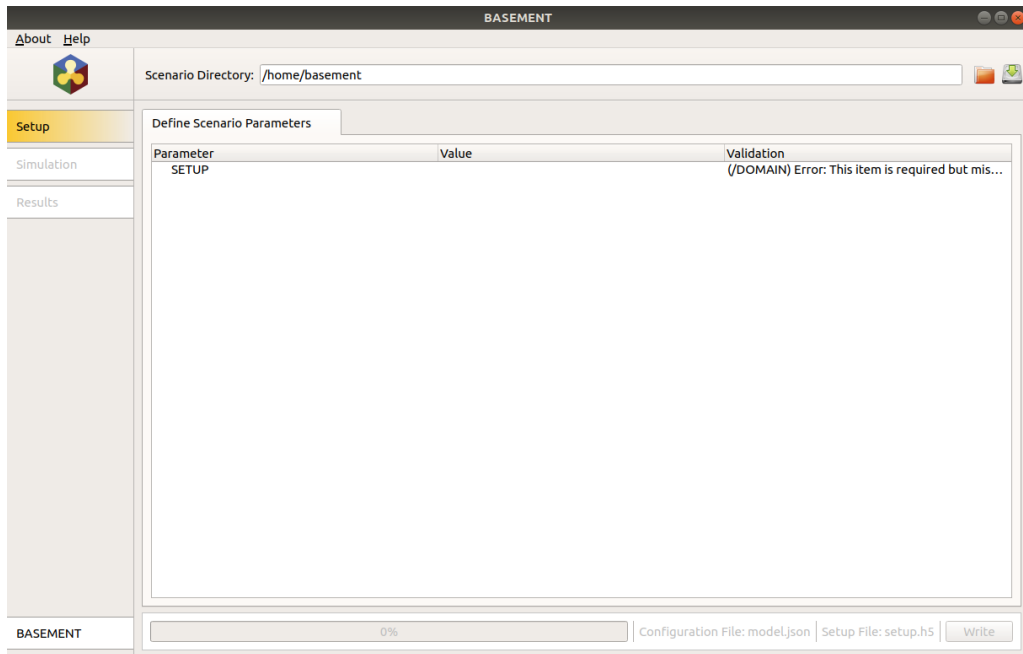 BASEMENT
About Help
Scenario Directory: /home/basement
Setup
Simulation
Results
Define Scenario Parameters
Parameter Value Validation
SETUP (/DOMAIN) Error: This item is required but mis...
BASEMENT
0% Configuration File: model.json Setup File: setup.h5 Write